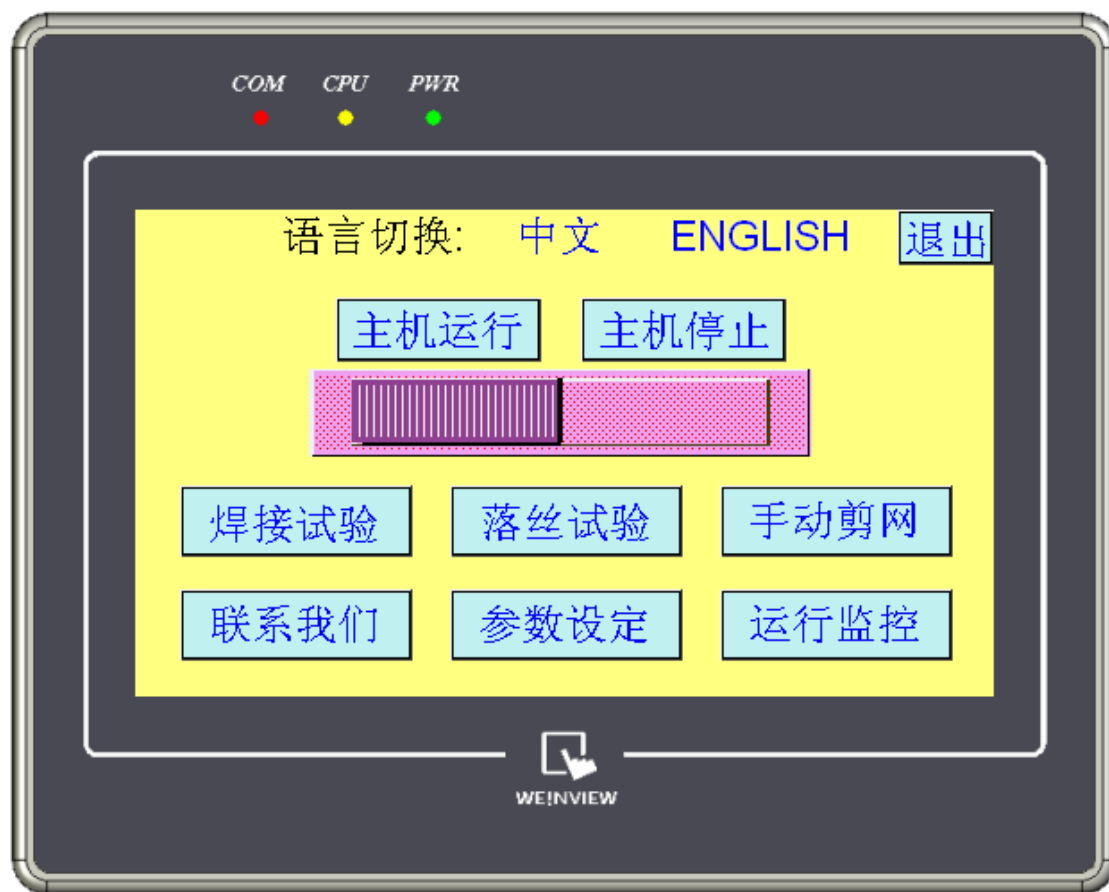 COM CPU PWR
语言切换: 中文 ENGLISH 退出
主机运行 主机停止
焊接试验 落丝试验 手动剪网
联系我们 参数设定 运行监控
WE!NVIEW